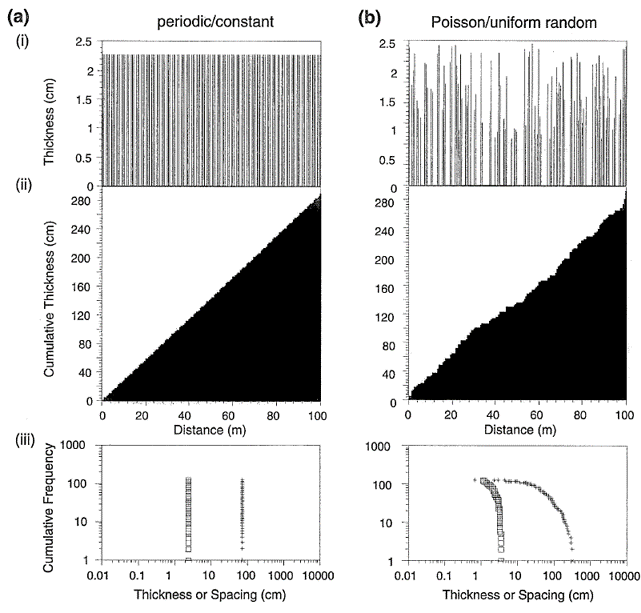 (a) periodic/constant
(b) Poisson/uniform random
(i)
Thickness (cm)
2.5
2
1.5
1
0.5
0
2.5
2
1.5
1
0.5
0
(ii)
Cumulative Thickness (cm)
280
240
200
160
120
80
40
0
0 20 40 60 80 100
Distance (m)
280
240
200
160
120
80
40
0
0 20 40 60 80 100
Distance (m)
(iii)
Cumulative Frequency
1000
100
10
1
0.01 0.1 1 10 100 1000 10000
Thickness or Spacing (cm)
1000
100
10
1
0.01 1 100 10000
Thickness or Spacing (cm)